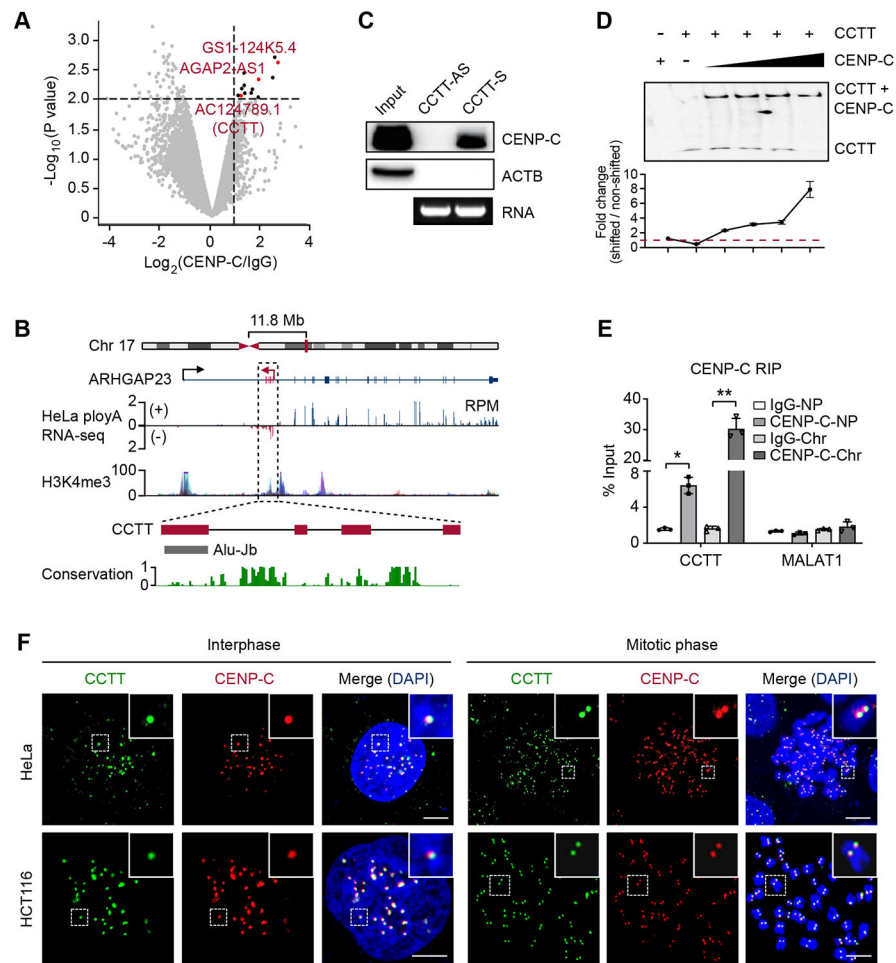 A
GS1-124K5.4
AGAP2-AS1
AC124789.1
(CCTT)
3.0
2.5
2.0
1.5
1.0
0.5
0.0
-Log10(P value)
-4
-2
0
2
4
Log2(CENP-C/IgG)
C
Input
CCTT-AS
CCTT-S
CENP-C
ACTB
RNA
D
- + + + + + CCTT
+ - CENP-C
CCTT +
CENP-C
CCTT
Fold change
(shifted / non-shifted)
10
8
6
4
2
0
B
11.8 Mb
Chr 17
ARHGAP23
HeLa ployA
RNA-seq
(+)
(-)
2
0
2
RPM
H3K4me3
100
0
CCTT
Alu-Jb
Conservation
1
0
E
CENP-C RIP
% Input
40
30
20
8
4
0
*
**
IgG-NP
CENP-C-NP
IgG-Chr
CENP-C-Chr
CCTT
MALAT1
F
Interphase
Mitotic phase
CCTT
CENP-C
Merge (DAPI)
CCTT
CENP-C
Merge (DAPI)
HeLa
HCT116